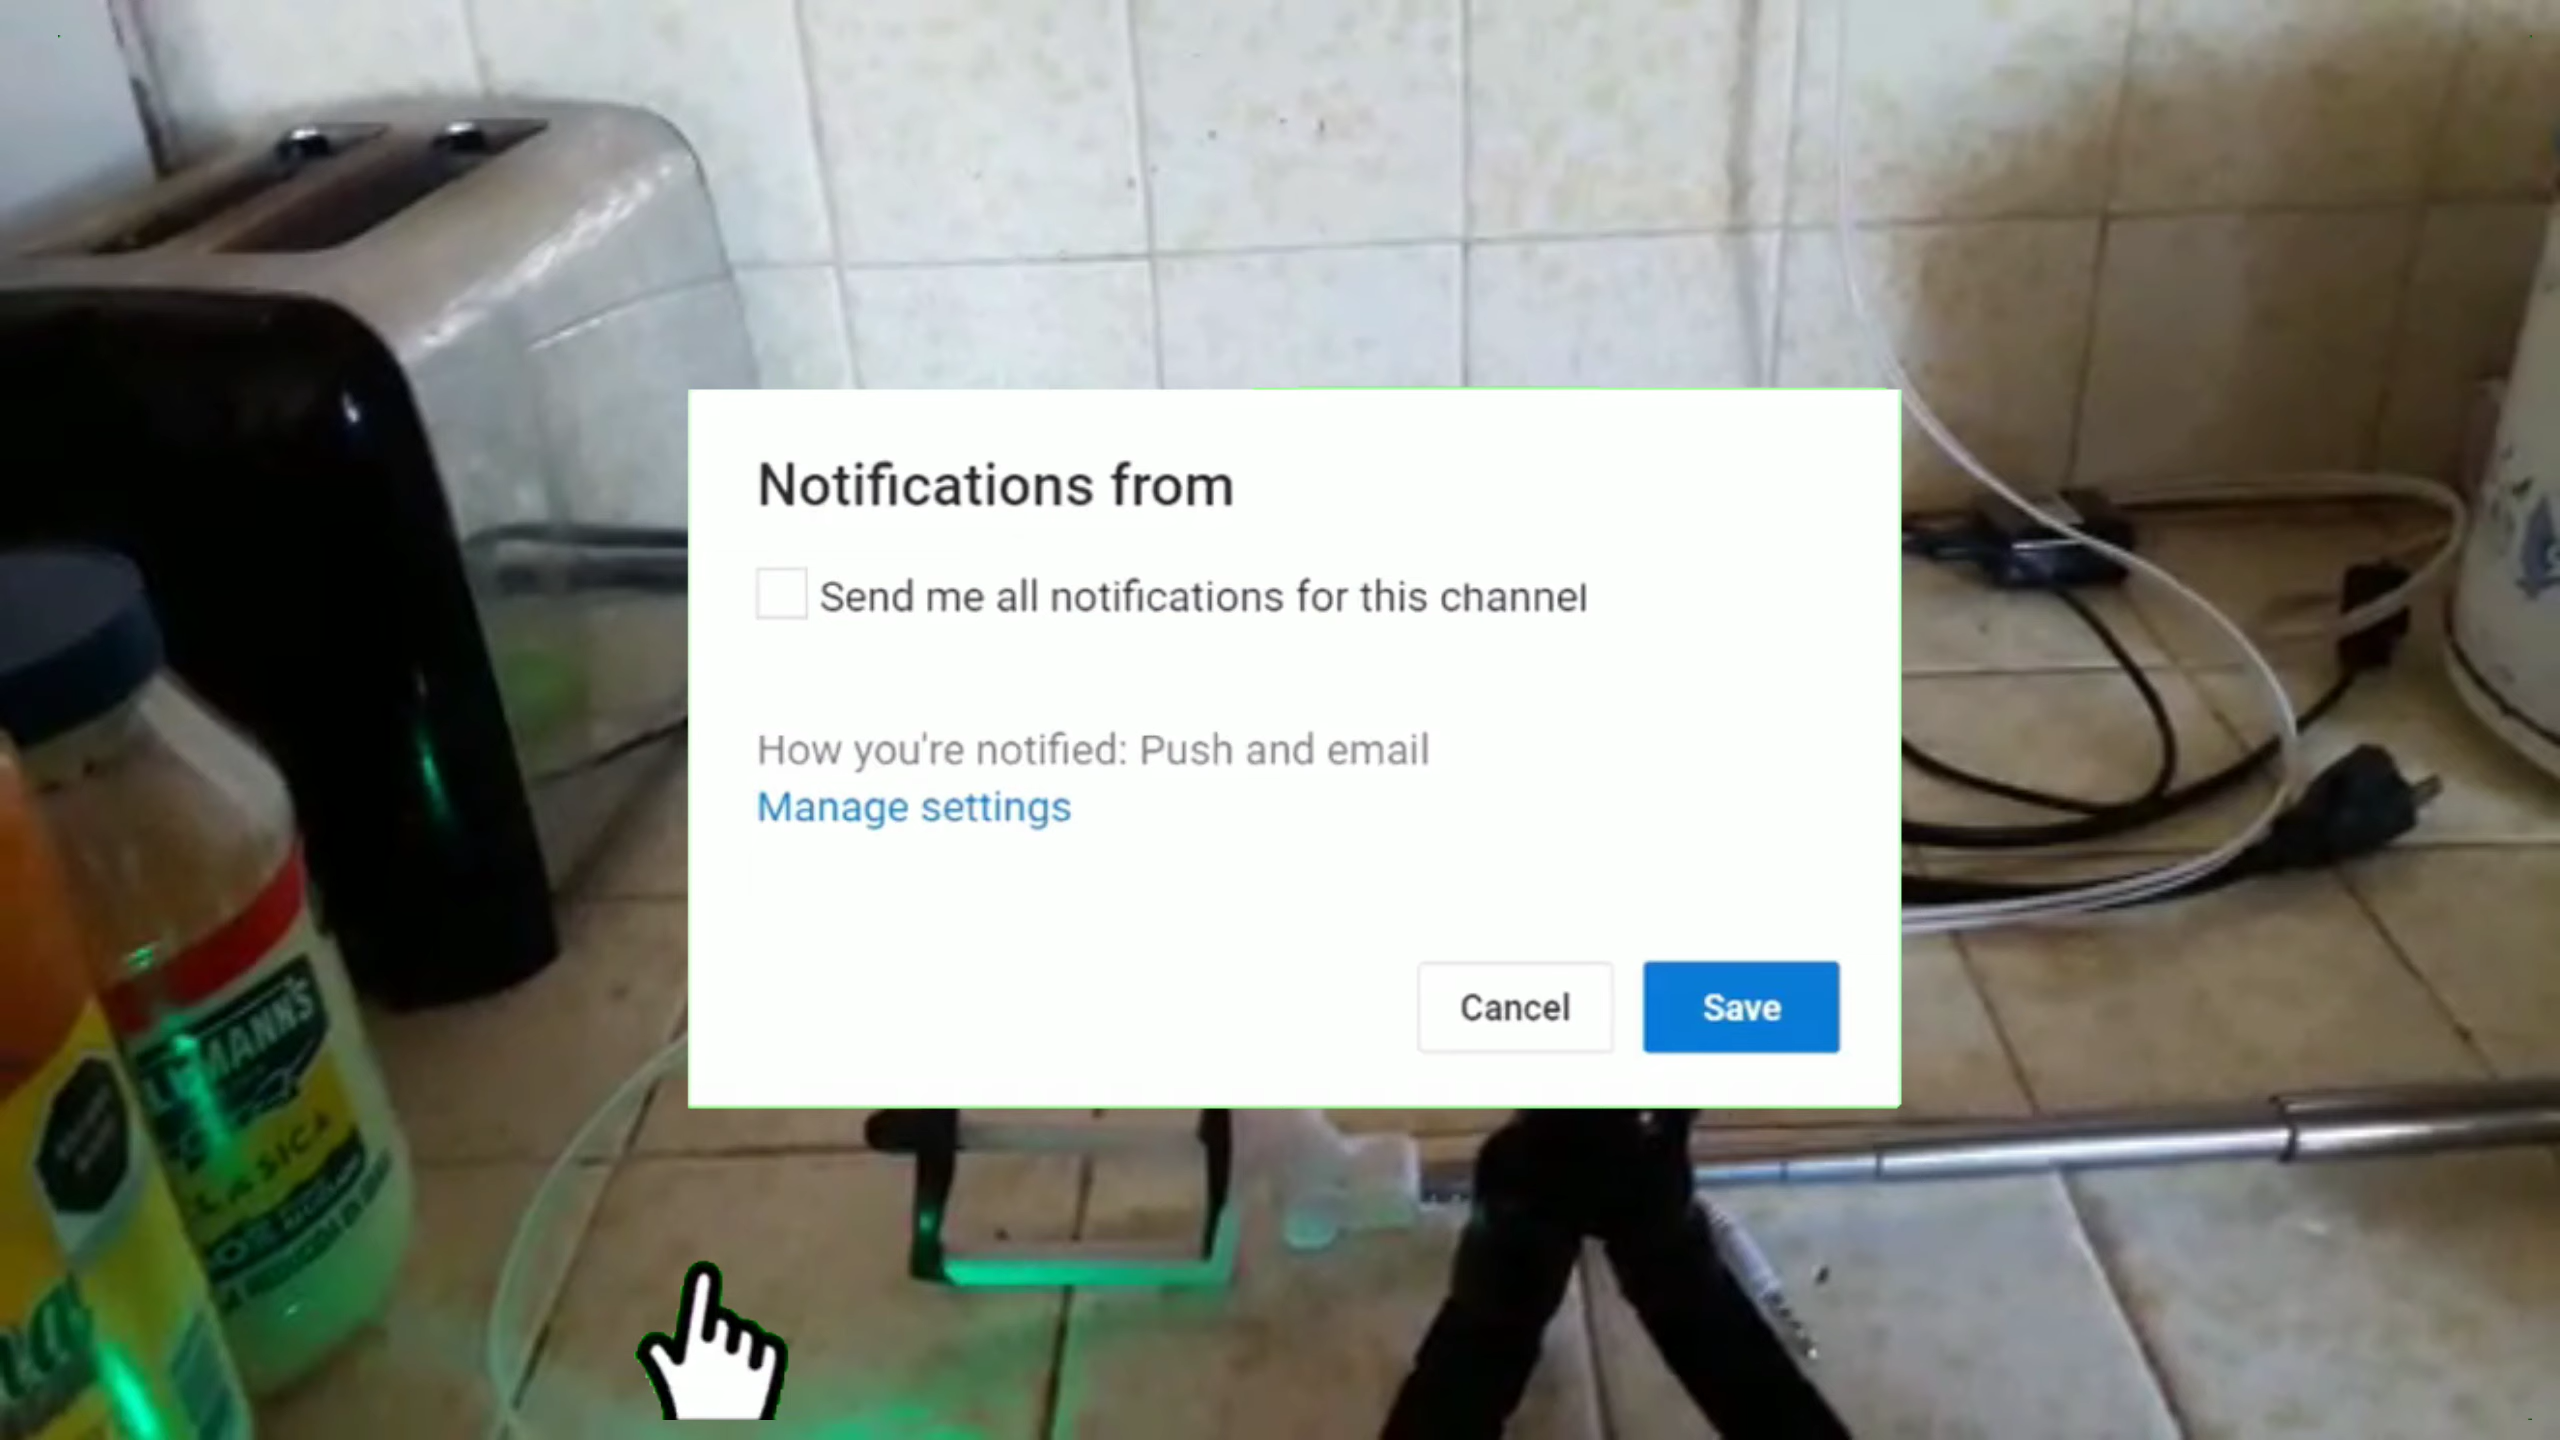 Notifications from
Send me all notifications for this channel
How you're notified: Push and email
Manage settings
Cancel
Save
MANN'S